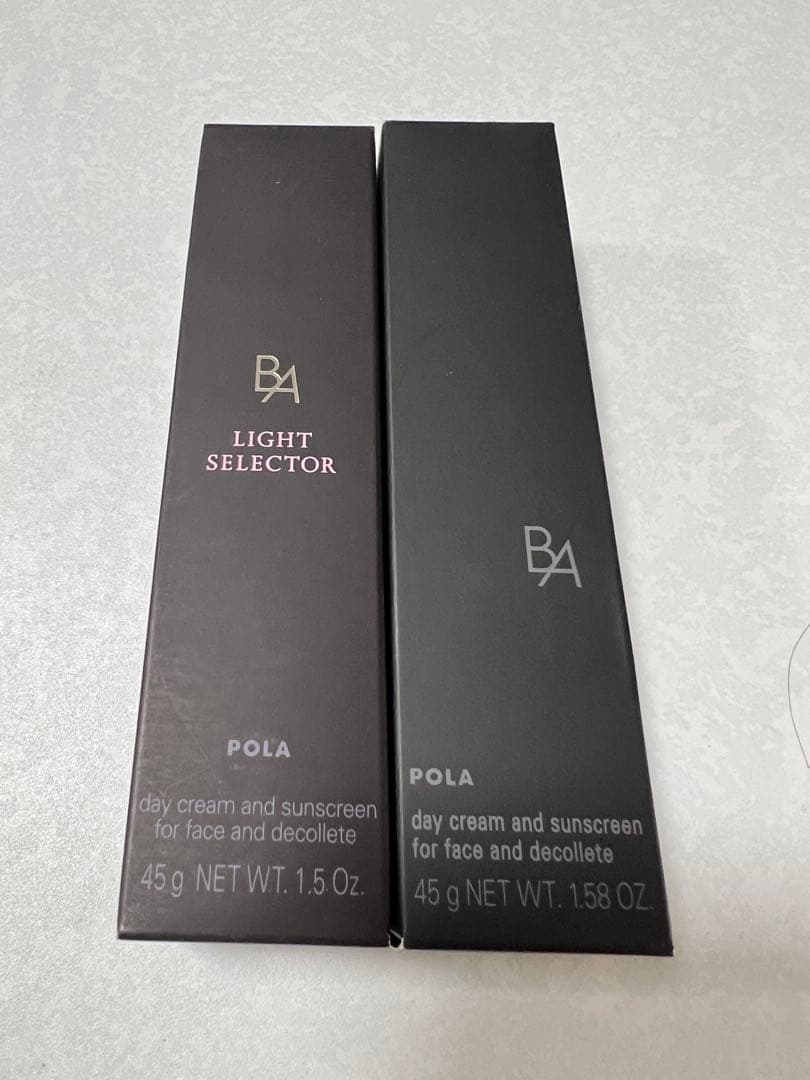 BA
LIGHT
SELECTOR
POLA
day cream and sunscreen
for face and decollete
45 g NET WT. 1.5 Oz.
BA
POLA
day cream and sunscreen
for face and decollete
45 g NET WT. 1.58 OZ.